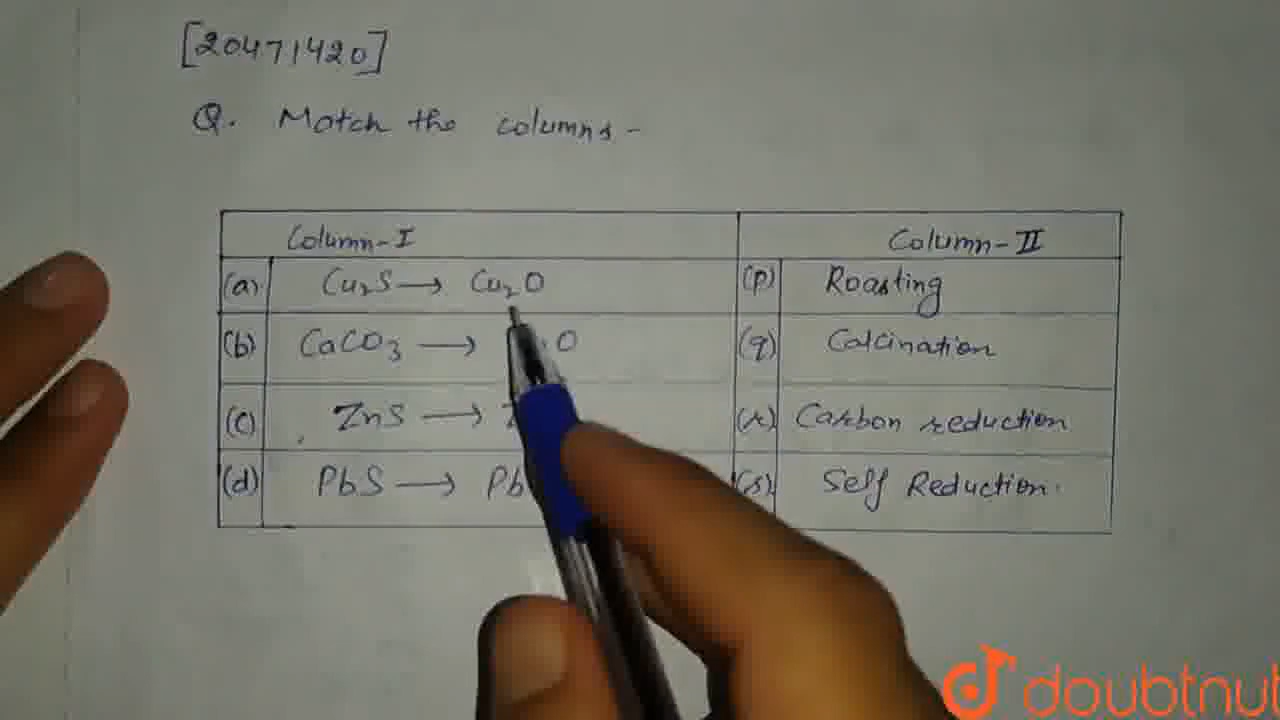 [20471420]
Q. Match the columns -
Column-I Column-II
(a) Cu2S → Cu2O (p) Roasting
(b) CaCO3 → O (q) Calcination
(c) ZnS → (r) Carbon reduction
(d) PbS → Pb (s) Self Reduction.
doubtnut